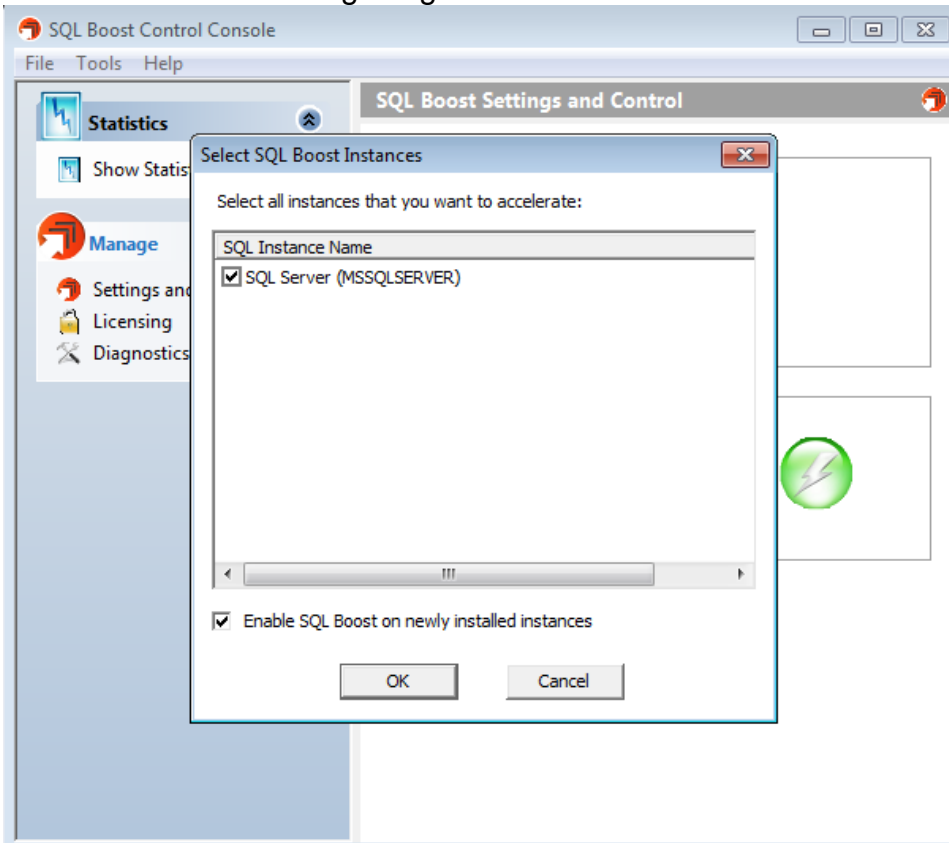 SQL Boost Control Console
File Tools Help
SQL Boost Settings and Control
Statistics
Show Statis
Manage
Settings and
Licensing
Diagnostics
Select SQL Boost Instances
Select all instances that you want to accelerate:
SQL Instance Name
SQL Server (MSSQLSERVER)
Enable SQL Boost on newly installed instances
OK Cancel